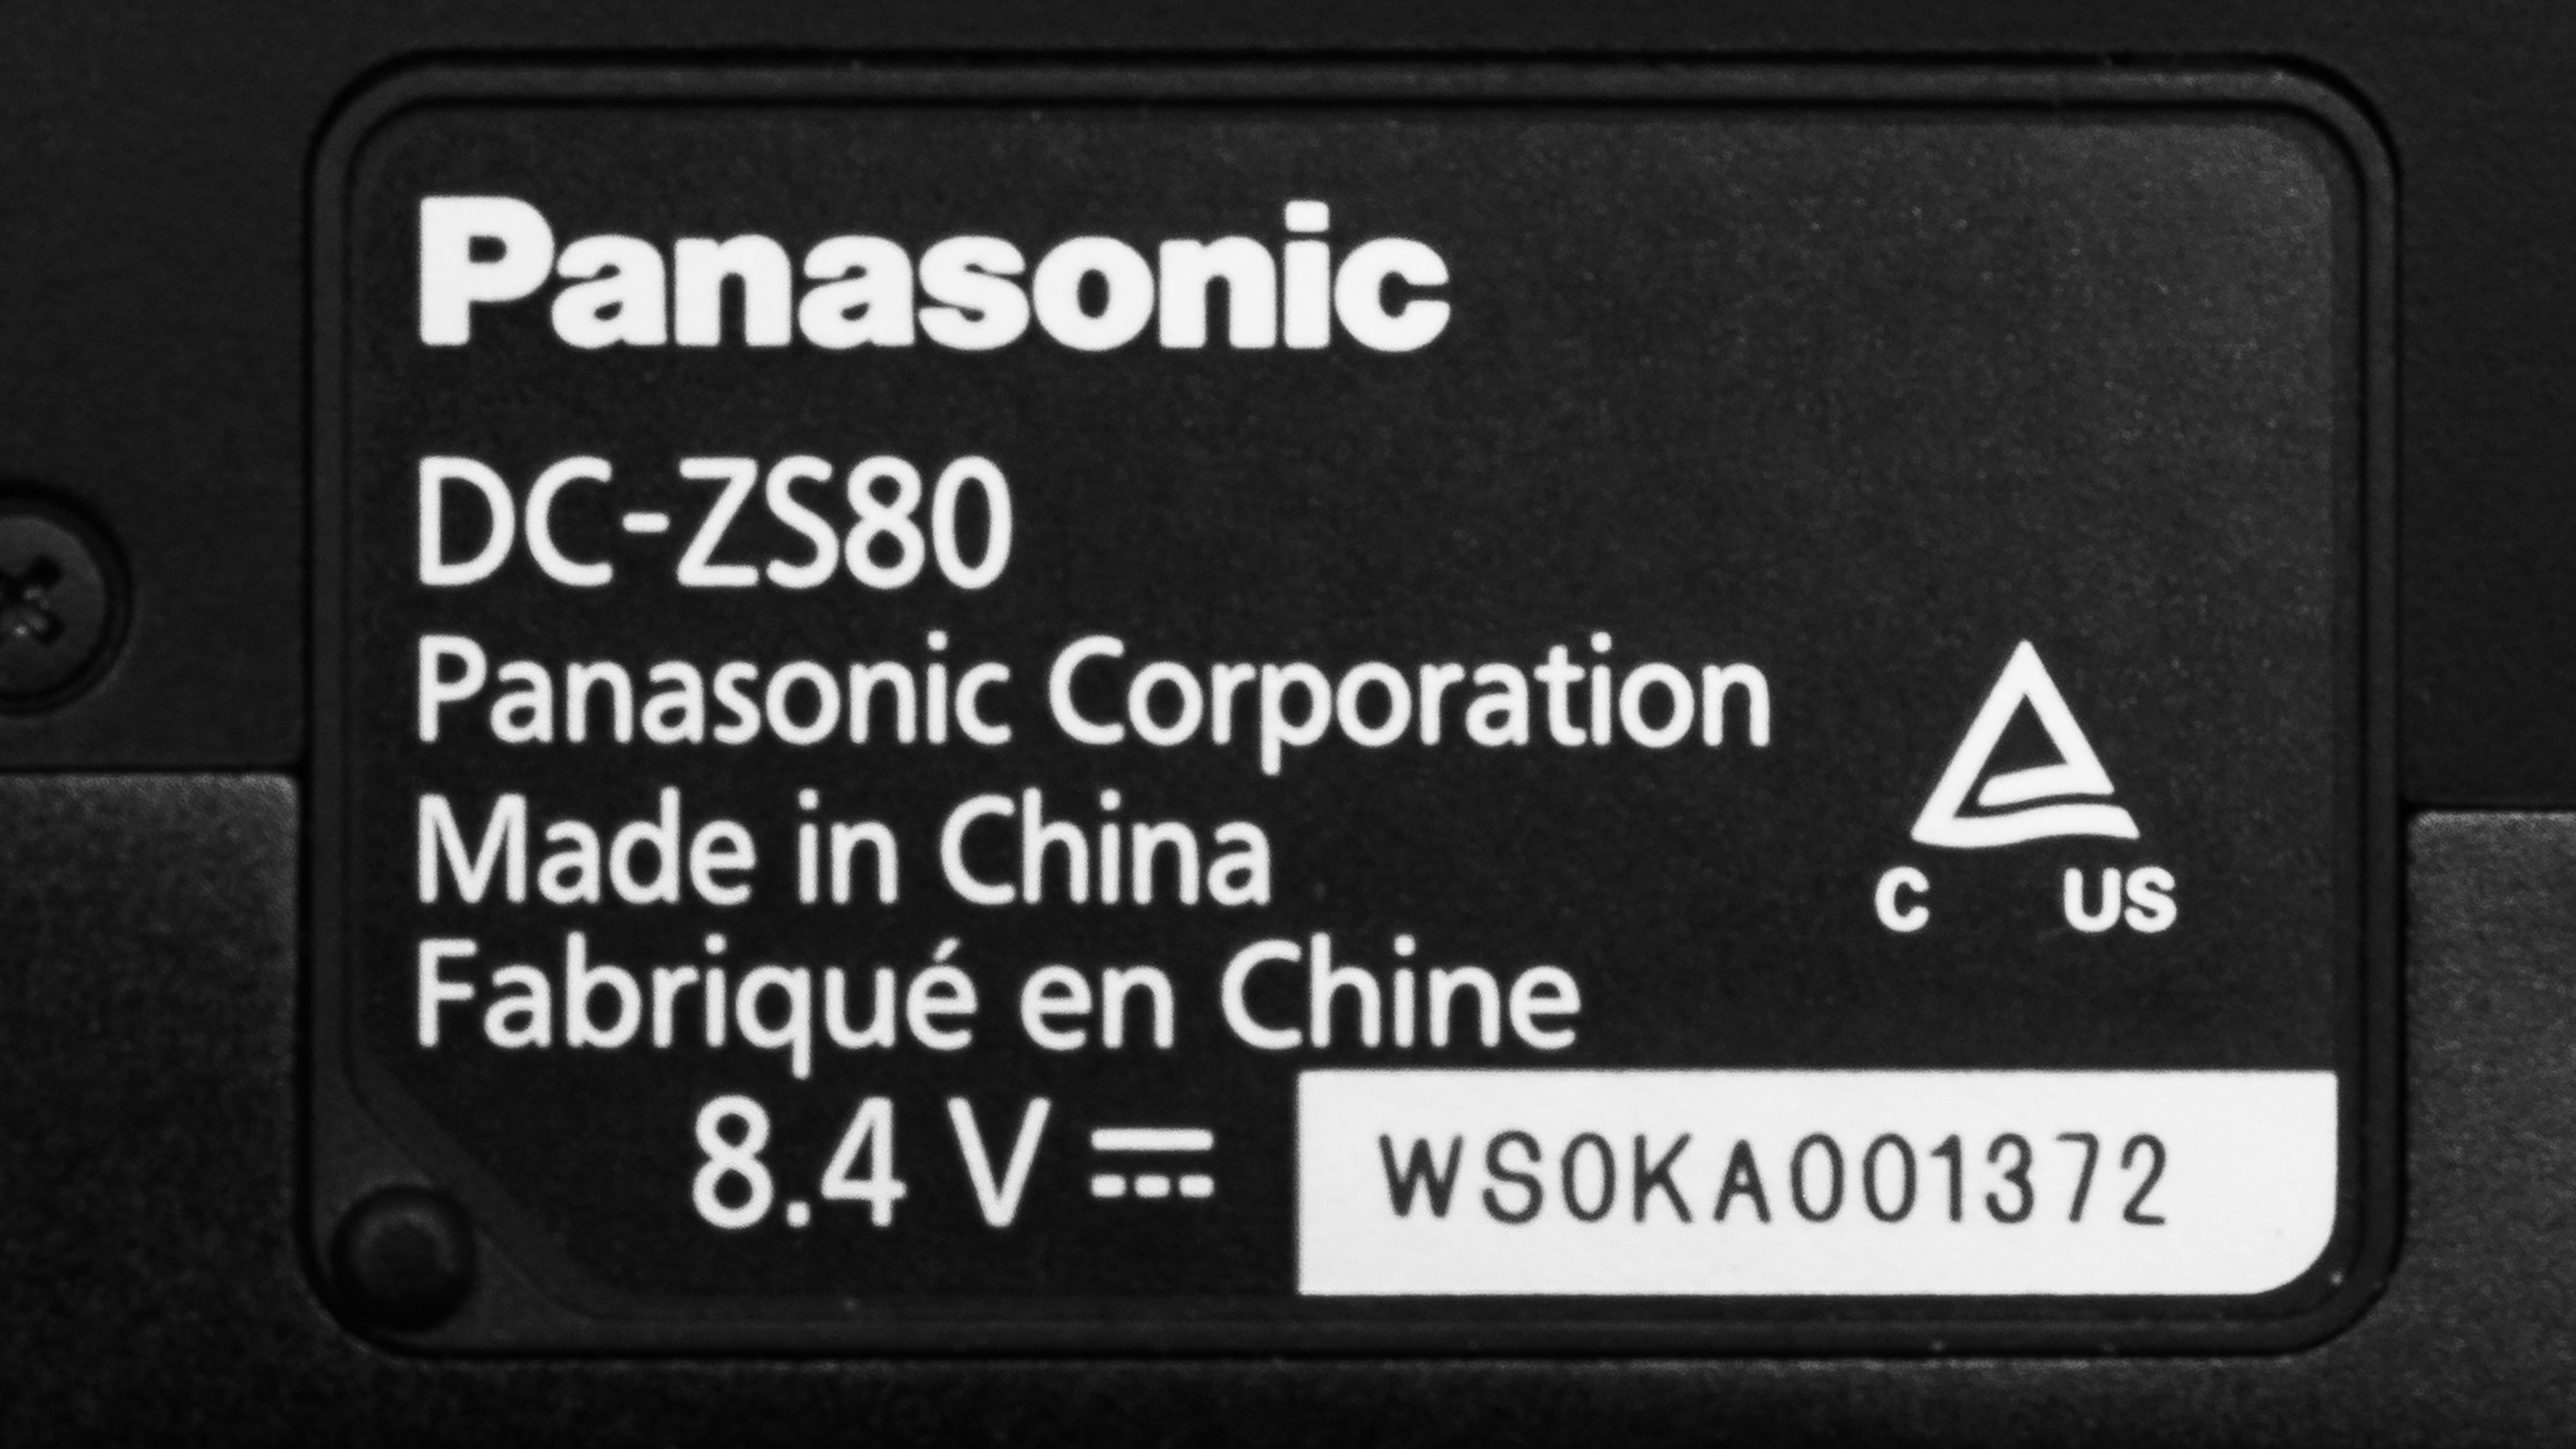 Panasonic
DC-ZS80
Panasonic Corporation
Made in China
C US
Fabriqué en Chine
8.4 V ⎓ WS0KA001372